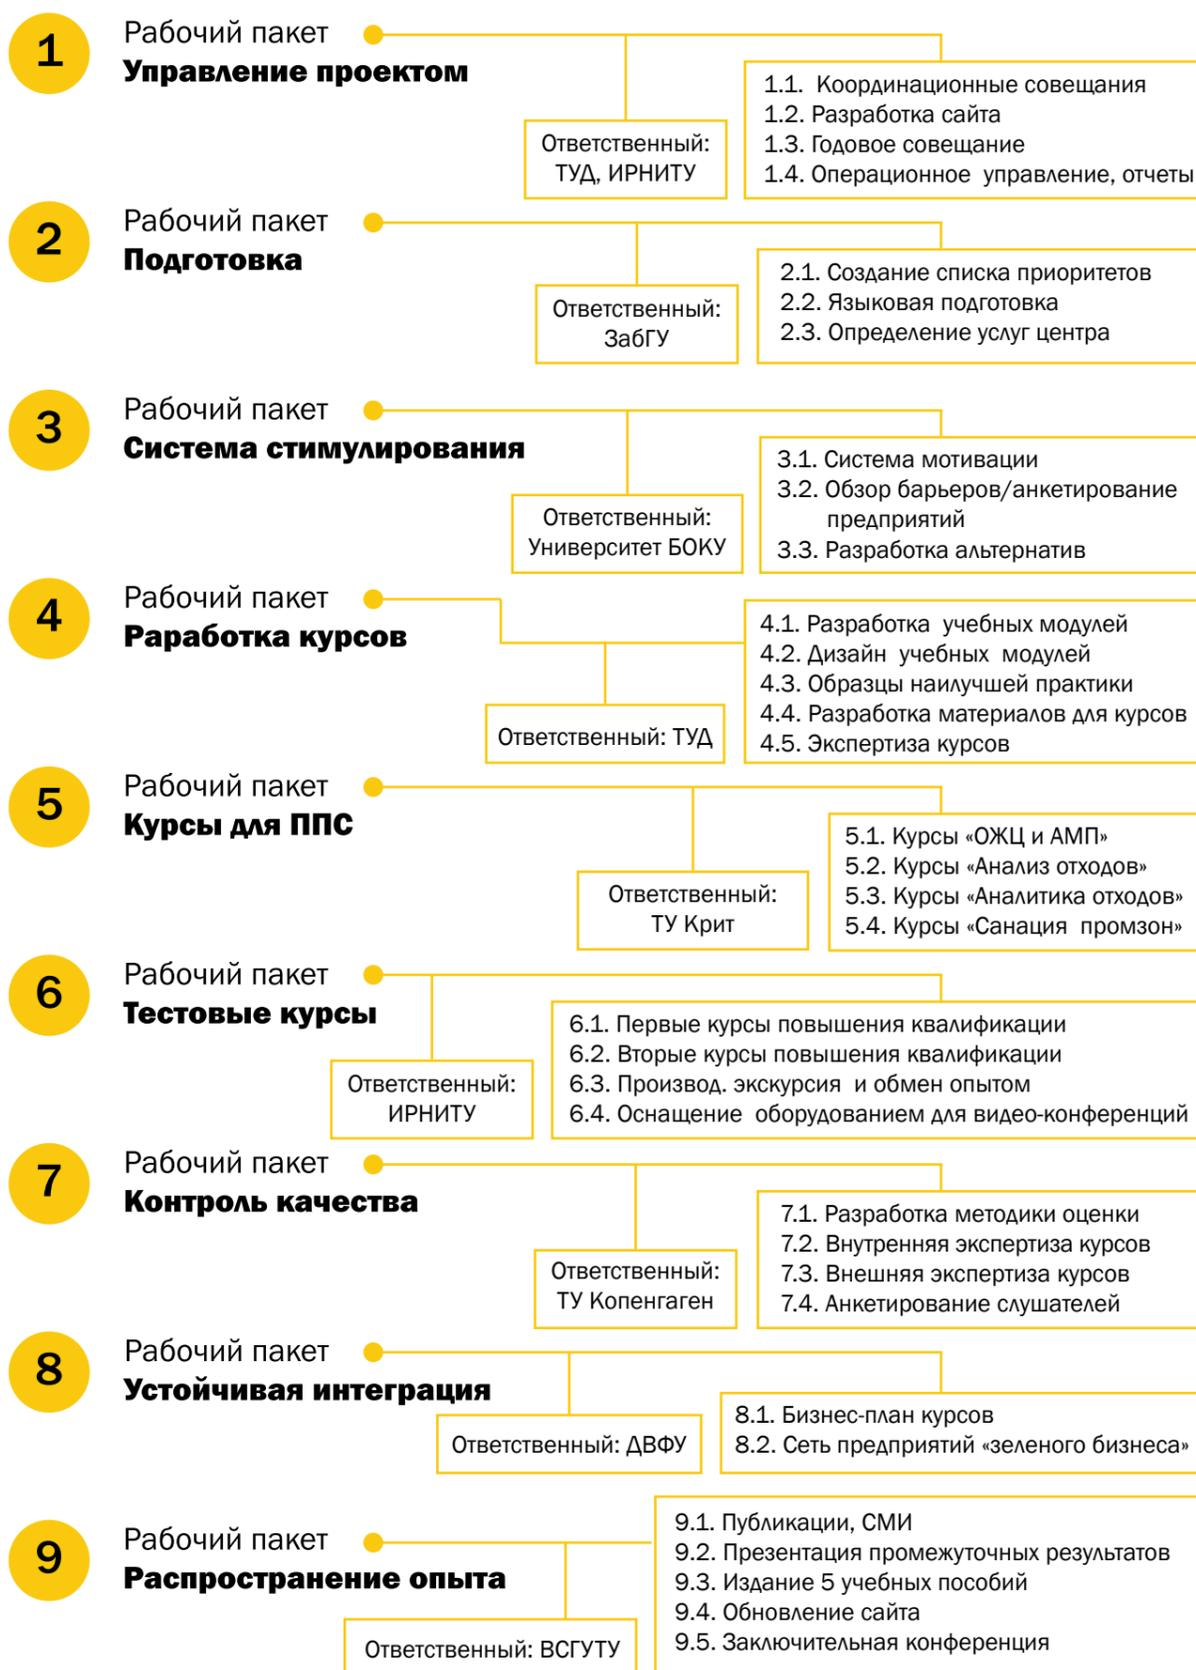 1
Рабочий пакет
Управление проектом
Ответственный:
ТУД, ИРНИТУ
1.1. Координационные совещания
1.2. Разработка сайта
1.3. Годовое совещание
1.4. Операционное управление, отчеты
2
Рабочий пакет
Подготовка
Ответственный:
ЗабГУ
2.1. Создание списка приоритетов
2.2. Языковая подготовка
2.3. Определение услуг центра
3
Рабочий пакет
Система стимулирования
Ответственный:
Университет БОКУ
3.1. Система мотивации
3.2. Обзор барьеров/анкетирование
предприятий
3.3. Разработка альтернатив
4
Рабочий пакет
Раработка курсов
Ответственный: ТУД
4.1. Разработка учебных модулей
4.2. Дизайн учебных модулей
4.3. Образцы наилучшей практики
4.4. Разработка материалов для курсов
4.5. Экспертиза курсов
5
Рабочий пакет
Курсы для ППС
Ответственный:
ТУ Крит
5.1. Курсы «ОЖЦ и АМП»
5.2. Курсы «Анализ отходов»
5.3. Курсы «Аналитика отходов»
5.4. Курсы «Санация промзон»
6
Рабочий пакет
Тестовые курсы
Ответственный:
ИРНИТУ
6.1. Первые курсы повышения квалификации
6.2. Вторые курсы повышения квалификации
6.3. Производ. экскурсия и обмен опытом
6.4. Оснащение оборудованием для видео-конференций
7
Рабочий пакет
Контроль качества
Ответственный:
ТУ Копенгаген
7.1. Разработка методики оценки
7.2. Внутренняя экспертиза курсов
7.3. Внешняя экспертиза курсов
7.4. Анкетирование слушателей
8
Рабочий пакет
Устойчивая интеграция
Ответственный: ДВФУ
8.1. Бизнес-план курсов
8.2. Сеть предприятий «зеленого бизнеса»
9
Рабочий пакет
Распространение опыта
Ответственный: ВСГУТУ
9.1. Публикации, СМИ
9.2. Презентация промежуточных результатов
9.3. Издание 5 учебных пособий
9.4. Обновление сайта
9.5. Заключительная конференция